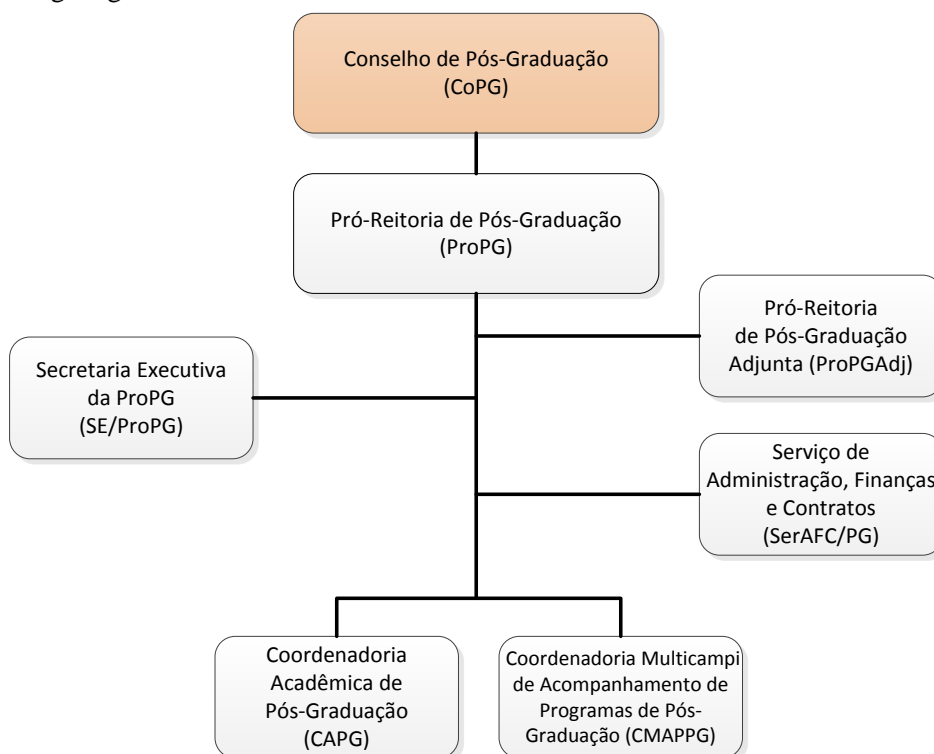 Conselho de Pós-Graduação
(CoPG)
Pró-Reitoria de Pós-Graduação
(ProPG)
Pró-Reitoria
de Pós-Graduação
Adjunta (ProPGAdj)
Secretaria Executiva
da ProPG
(SE/ProPG)
Serviço de
Administração, Finanças
e Contratos
(SerAFC/PG)
Coordenadoria
Acadêmica de
Pós-Graduação
(CAPG)
Coordenadoria Multicampi
de Acompanhamento de
Programas de Pós-
Graduação (CMAPPG)